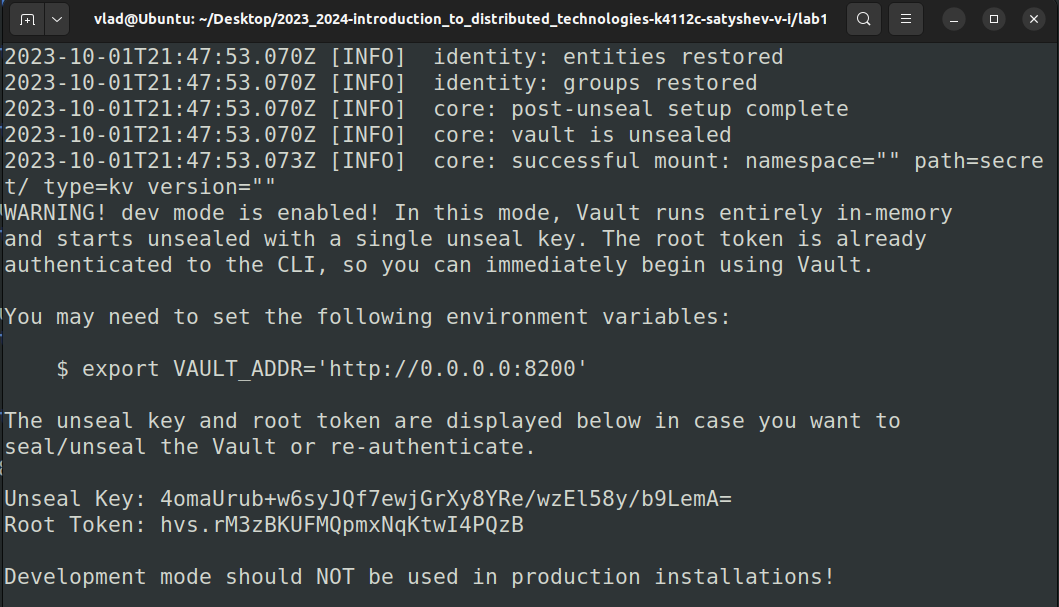 vlad@Ubuntu: ~/Desktop/2023_2024-introduction_to_distributed_technologies-k4112c-satyshev-v-i/lab1
2023-10-01T21:47:53.070Z [INFO]  identity: entities restored
2023-10-01T21:47:53.070Z [INFO]  identity: groups restored
2023-10-01T21:47:53.070Z [INFO]  core: post-unseal setup complete
2023-10-01T21:47:53.070Z [INFO]  core: vault is unsealed
2023-10-01T21:47:53.073Z [INFO]  core: successful mount: namespace="" path=secre
t/ type=kv version=""
WARNING! dev mode is enabled! In this mode, Vault runs entirely in-memory
and starts unsealed with a single unseal key. The root token is already
authenticated to the CLI, so you can immediately begin using Vault.

You may need to set the following environment variables:

    $ export VAULT_ADDR='http://0.0.0.0:8200'

The unseal key and root token are displayed below in case you want to
seal/unseal the Vault or re-authenticate.

Unseal Key: 4omaUrub+w6syJQf7ewjGrXy8YRe/wzEl58y/b9LemA=
Root Token: hvs.rM3zBKUFMQpmxNqKtwI4PQzB

Development mode should NOT be used in production installations!